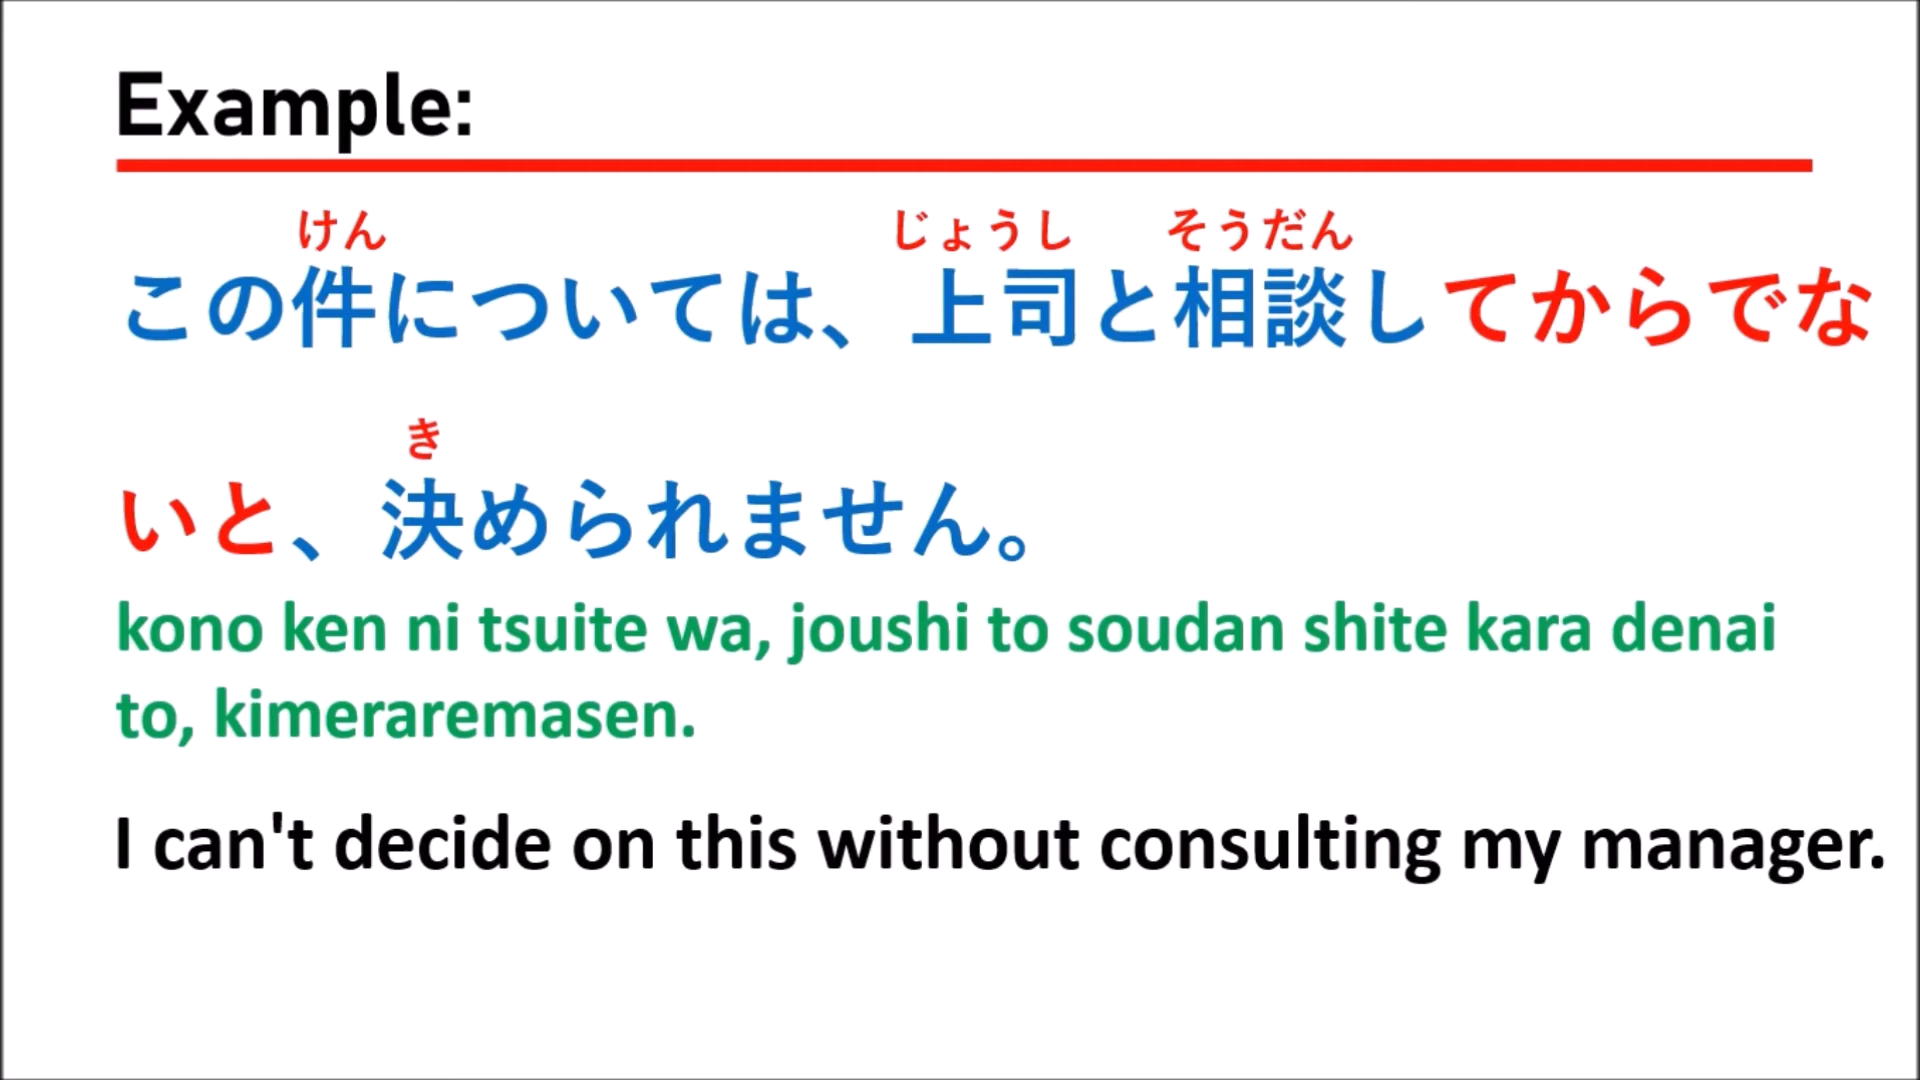 Example:
けん じょうし そうだん
この件については、上司と相談してからでな
き
いと、決められません。
kono ken ni tsuite wa, joushi to soudan shite kara denai
to, kimeraremasen.
I can't decide on this without consulting my manager.